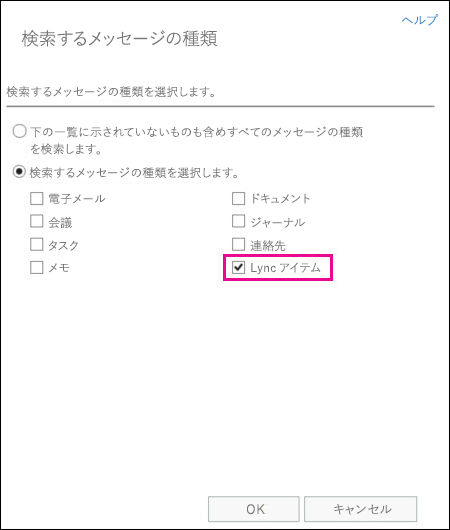 ヘルプ
検索するメッセージの種類
検索するメッセージの種類を選択します。
下の一覧に示されていないものも含めすべてのメッセージの種類
を検索します。
検索するメッセージの種類を選択します。
電子メール ドキュメント
会議 ジャーナル
タスク 連絡先
メモ Lync アイテム
OK キャンセル